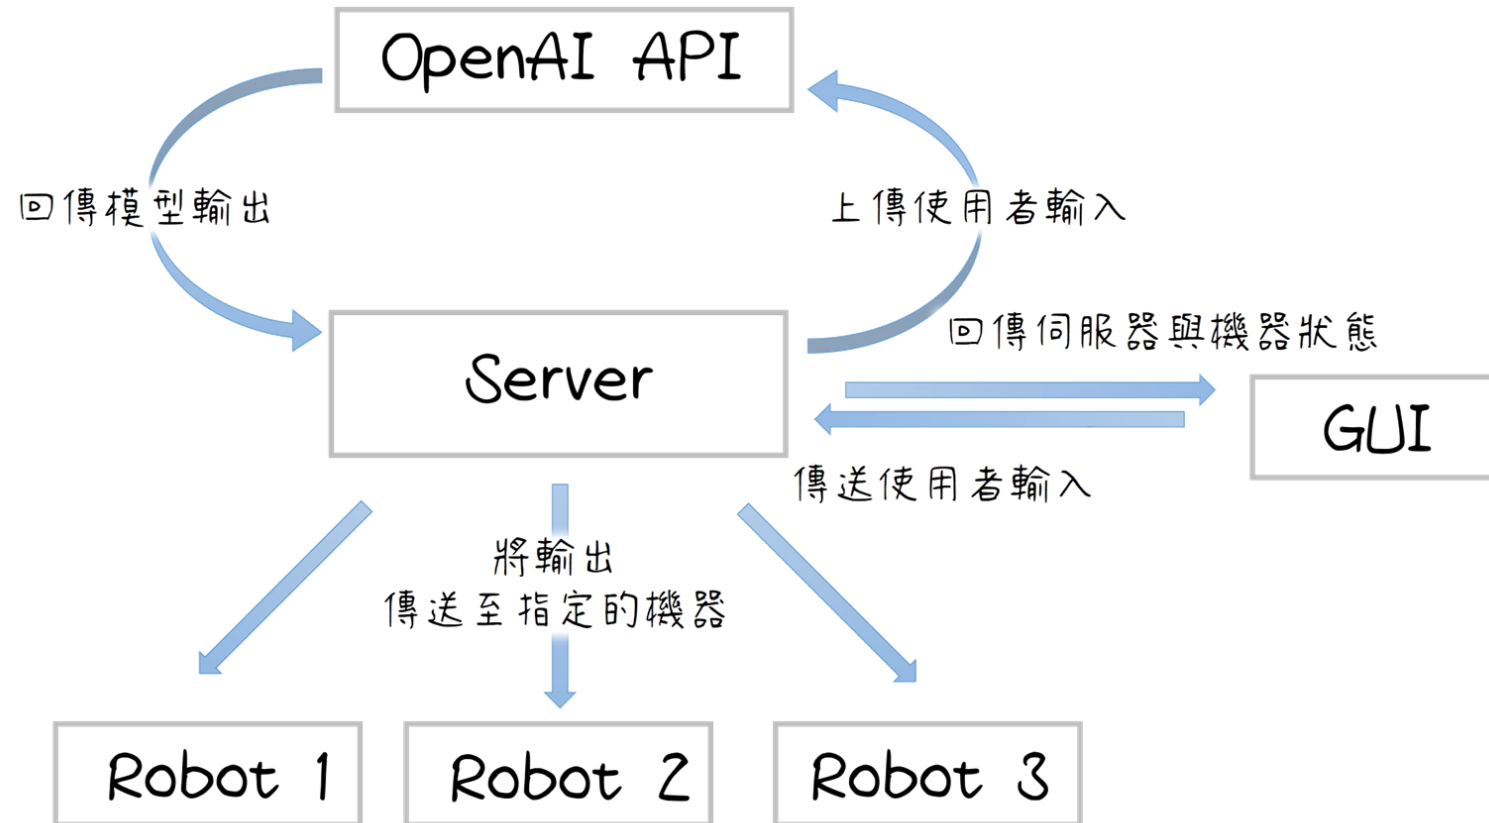 OpenAI API
回傳模型輸出
上傳使用者輸入
Server
回傳伺服器與機器狀態
GUI
傳送使用者輸入
將輸出
傳送至指定的機器
Robot 1
Robot 2
Robot 3